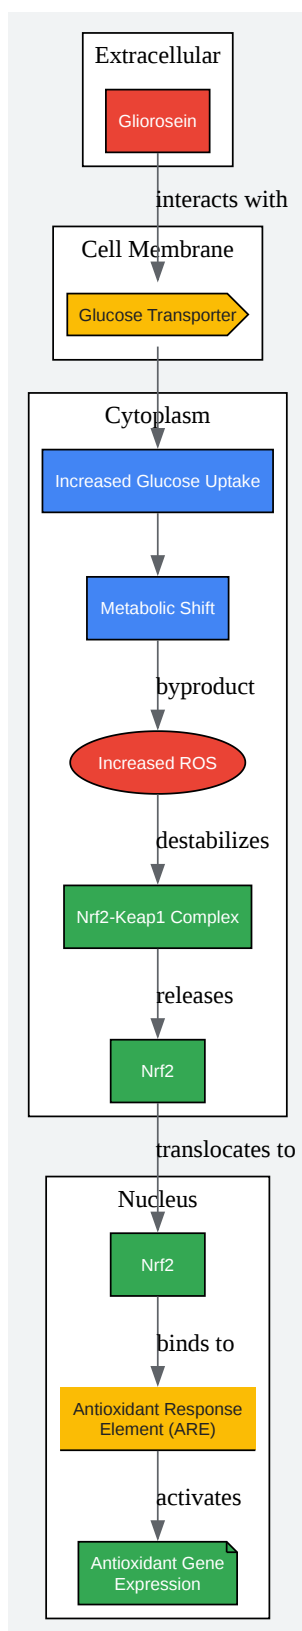 Extracellular
Gliorosein
interacts with
Cell Membrane
Glucose Transporter
Cytoplasm
Increased Glucose Uptake
Metabolic Shift
byproduct
Increased ROS
destabilizes
Nrf2-Keap1 Complex
releases
Nrf2
translocates to
Nucleus
Nrf2
binds to
Antioxidant Response
Element (ARE)
activates
Antioxidant Gene
Expression